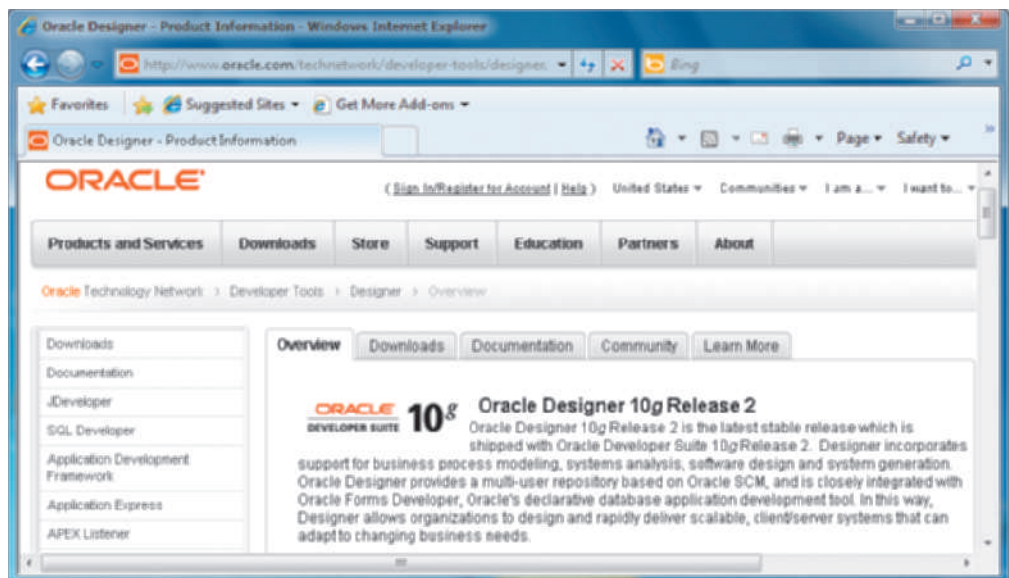 Oracle Designer - Product Information - Windows Internet Explorer
http://www.oracle.com/technetwork/developer-tools/designer. Bing
Favorites Suggested Sites Get More Add-ons
Oracle Designer - Product Information Page Safety »
ORACLE ( Sign In/Register for Account | Help ) United States Communities I am a... I want to...
Products and Services Downloads Store Support Education Partners About
Oracle Technology Network › Developer Tools › Designer › Overview
Downloads
Documentation
JDeveloper
SQL Developer
Application Development
Framework
Application Express
APEX Listener
Overview Downloads Documentation Community Learn More
ORACLE
DEVELOPER SUITE 10g
Oracle Designer 10g Release 2
Oracle Designer 10g Release 2 is the latest stable release which is
shipped with Oracle Developer Suite 10g Release 2. Designer incorporates
support for business process modeling, systems analysis, software design and system generation.
Oracle Designer provides a multi-user repository based on Oracle SCM, and is closely integrated with
Oracle Forms Developer, Oracle's declarative database application development tool. In this way,
Designer allows organizations to design and rapidly deliver scalable, client/server systems that can
adapt to changing business needs.